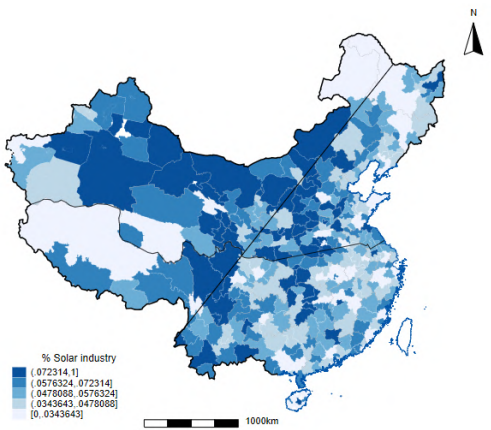 N
% Solar industry
(.072314,1]
(.0576324,.072314]
(.0478088,.0576324]
(.0343643,.0478088]
[0,.0343643]
1000km